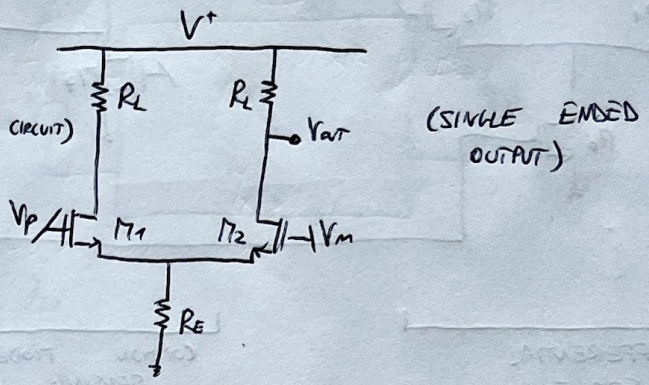 V⁺
RL
RL
CIRCUIT)
VOUT
(SINGLE ENDED
OUTPUT)
VP
M1
M2
VM
RE